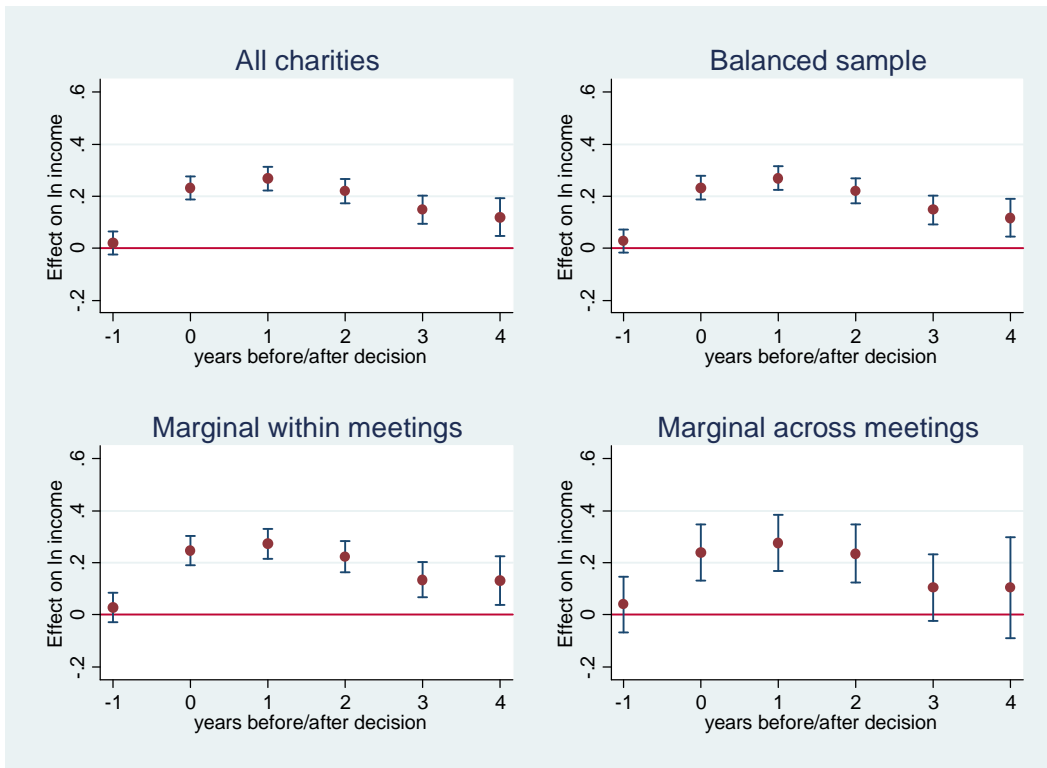 All charities
Effect on ln income
-.2 0 .2 .4 .6
-1 0 1 2 3 4
years before/after decision
Balanced sample
Effect on ln income
-.2 0 .2 .4 .6
-1 0 1 2 3 4
years before/after decision
Marginal within meetings
Effect on ln income
-.2 0 .2 .4 .6
-1 0 1 2 3 4
years before/after decision
Marginal across meetings
Effect on ln income
-.2 0 .2 .4 .6
-1 0 1 2 3 4
years before/after decision